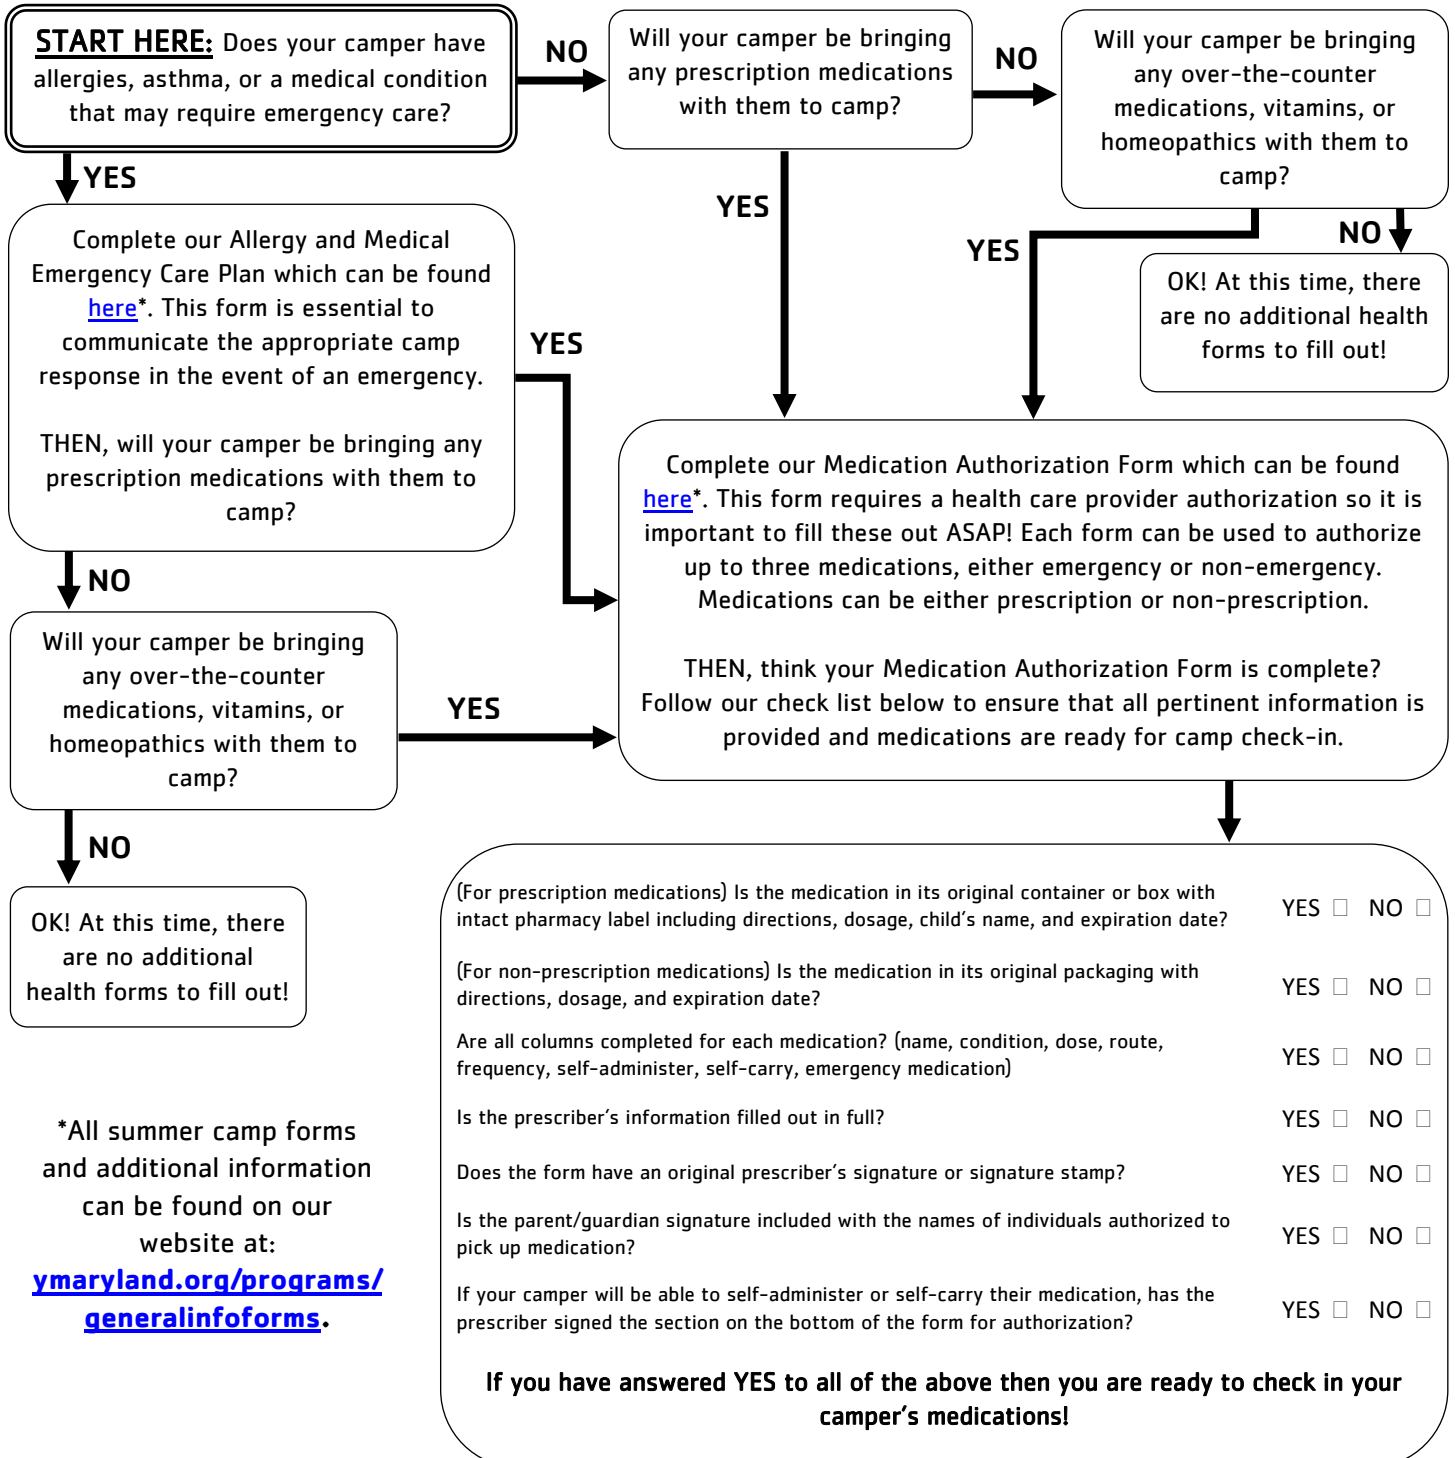 START HERE: Does your camper have
allergies, asthma, or a medical condition
that may require emergency care?
NO
Will your camper be bringing
any prescription medications
with them to camp?
NO
Will your camper be bringing
any over-the-counter
medications, vitamins, or
homeopathics with them to
camp?
YES
YES
YES
NO
OK! At this time, there
are no additional health
forms to fill out!
Complete our Allergy and Medical
Emergency Care Plan which can be found
here*. This form is essential to
communicate the appropriate camp
response in the event of an emergency.
THEN, will your camper be bringing any
prescription medications with them to
camp?
YES
Complete our Medication Authorization Form which can be found
here*. This form requires a health care provider authorization so it is
important to fill these out ASAP! Each form can be used to authorize
up to three medications, either emergency or non-emergency.
Medications can be either prescription or non-prescription.
THEN, think your Medication Authorization Form is complete?
Follow our check list below to ensure that all pertinent information is
provided and medications are ready for camp check-in.
NO
Will your camper be bringing
any over-the-counter
medications, vitamins, or
homeopathics with them to
camp?
YES
NO
OK! At this time, there
are no additional
health forms to fill out!
(For prescription medications) Is the medication in its original container or box with
intact pharmacy label including directions, dosage, child's name, and expiration date?
YES □ NO □
(For non-prescription medications) Is the medication in its original packaging with
directions, dosage, and expiration date?
YES □ NO □
Are all columns completed for each medication? (name, condition, dose, route,
frequency, self-administer, self-carry, emergency medication)
YES □ NO □
Is the prescriber's information filled out in full?
YES □ NO □
Does the form have an original prescriber's signature or signature stamp?
YES □ NO □
Is the parent/guardian signature included with the names of individuals authorized to
pick up medication?
YES □ NO □
If your camper will be able to self-administer or self-carry their medication, has the
prescriber signed the section on the bottom of the form for authorization?
YES □ NO □
If you have answered YES to all of the above then you are ready to check in your
camper's medications!
*All summer camp forms
and additional information
can be found on our
website at:
ymaryland.org/programs/
generalinfoforms.